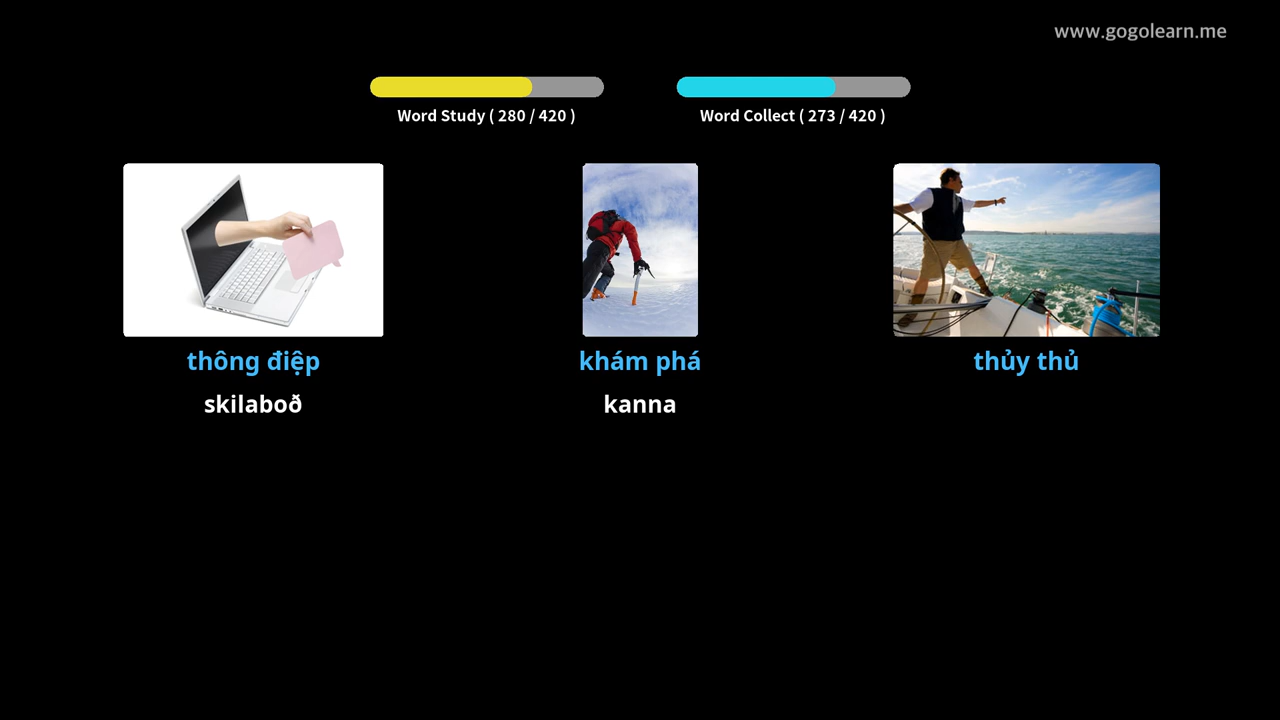 www.gogolearn.me
Word Study ( 280 / 420 )
Word Collect ( 273 / 420 )
thông điệp
khám phá
thủy thủ
skilaboð
kanna